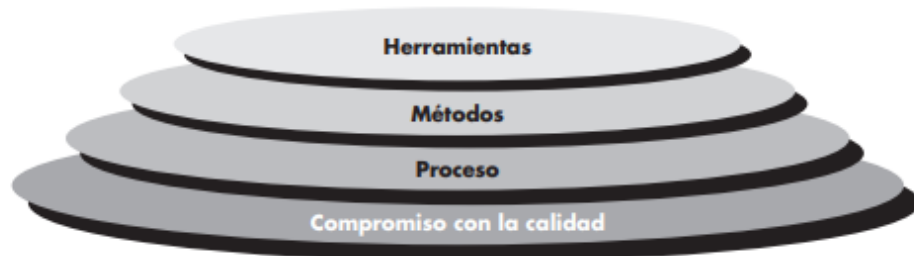 Herramientas
Métodos
Proceso
Compromiso con la calidad